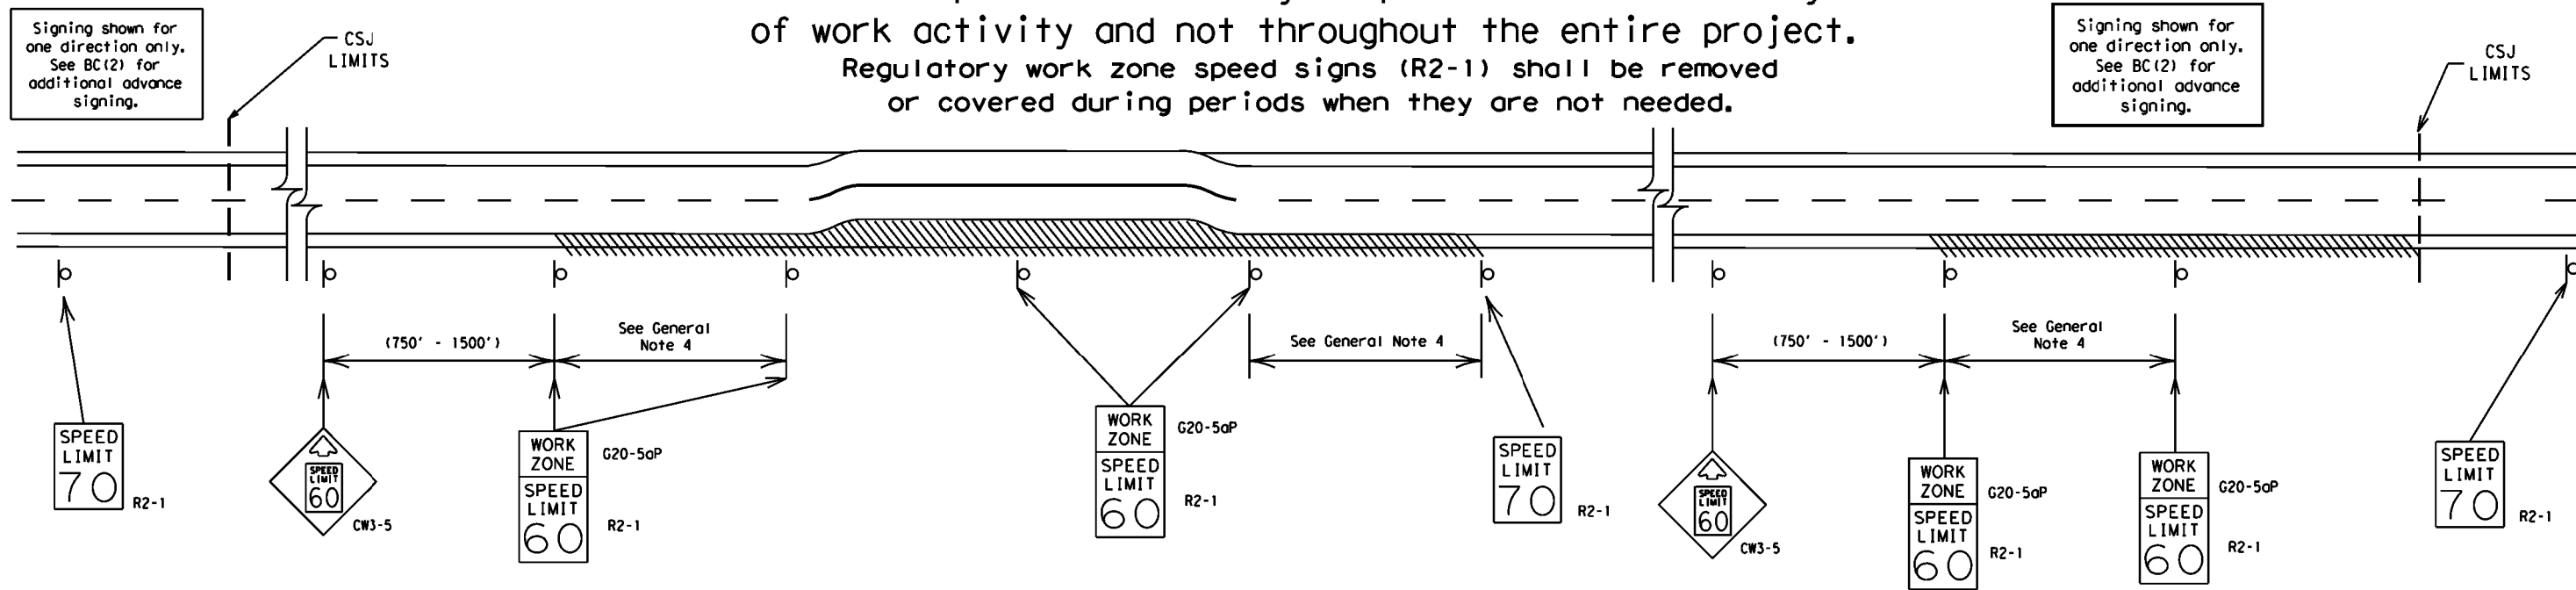 of work activity and not throughout the entire project.
Regulatory work zone speed signs (R2-1) shall be removed
or covered during periods when they are not needed.
Signing shown for
one direction only.
See BC(2) for
additional advance
signing.
CSJ
LIMITS
Signing shown for
one direction only.
See BC(2) for
additional advance
signing.
CSJ
LIMITS
(750' - 1500')
See General
Note 4
See General Note 4
(750' - 1500')
See General
Note 4
SPEED
LIMIT
70
R2-1
SPEED
LIMIT
60
CW3-5
WORK
ZONE
G20-5aP
SPEED
LIMIT
60
R2-1
WORK
ZONE
G20-5aP
SPEED
LIMIT
60
R2-1
SPEED
LIMIT
70
R2-1
SPEED
LIMIT
60
CW3-5
WORK
ZONE
G20-5aP
SPEED
LIMIT
60
R2-1
WORK
ZONE
G20-5aP
SPEED
LIMIT
60
R2-1
SPEED
LIMIT
70
R2-1